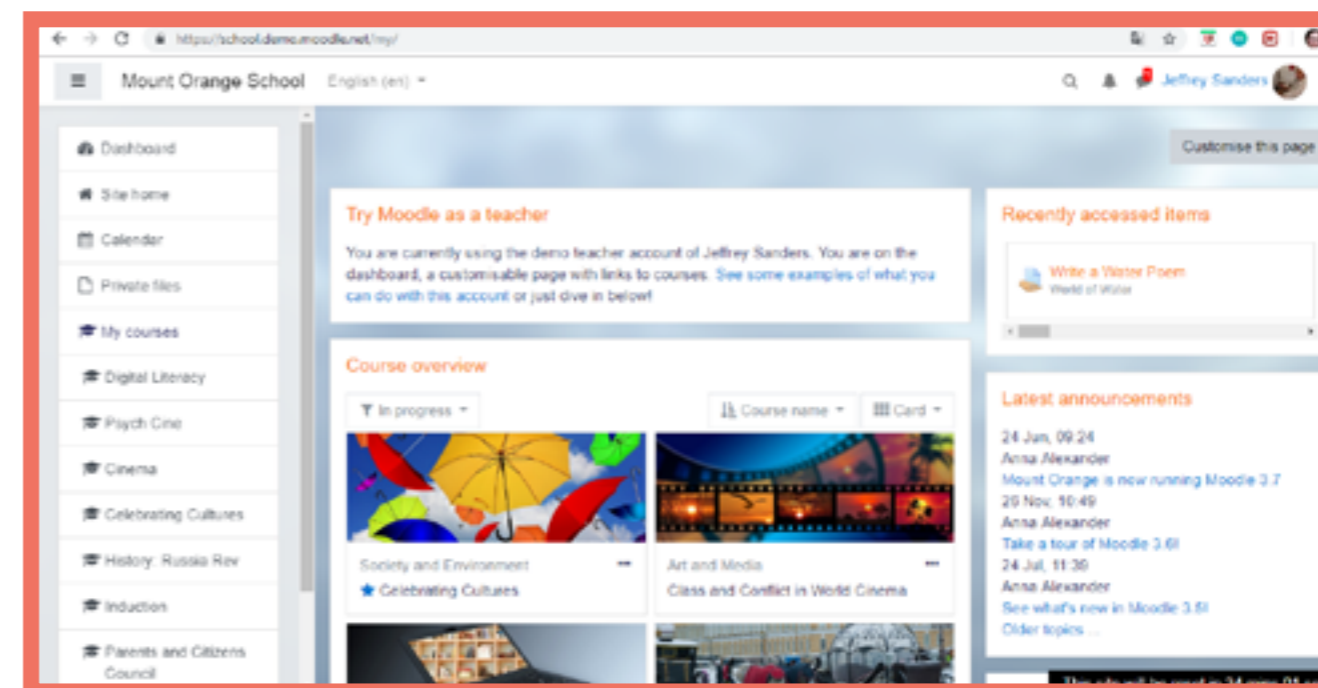 https://school.demo.moodle.net/my/
Mount Orange School English (en)
Jeffrey Sanders
Dashboard
Site home
Calendar
Private files
My courses
Digital Literacy
Psych Cine
Cinema
Celebrating Cultures
History: Russia Rev
Induction
Parents and Citizens
Council
Customise this page
Try Moodle as a teacher
You are currently using the demo teacher account of Jeffrey Sanders. You are on the
dashboard, a customisable page with links to courses. See some examples of what you
can do with this account or just dive in below!
Course overview
In progress
Course name
Card
Society and Environment
Celebrating Cultures
Art and Media
Class and Conflict in World Cinema
Recently accessed items
Write a Water Poem
World of Water
Latest announcements
24 Jun, 09:24
Anna Alexander
Mount Orange is now running Moodle 3.7
Nov, 10:49
Anna Alexander
Take a tour of Moodle 3.6!
24 Jul, 11:39
Anna Alexander
See what's new in Moodle 3.5!
Older topics ...